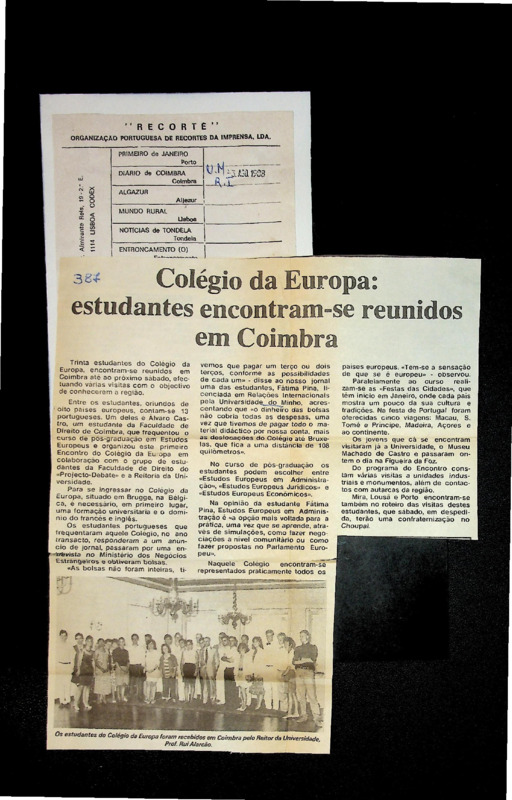 "RECORTE"
ORGANIZAÇÃO PORTUGUESA DE RECORTES DA IMPRENSA, LDA.
Almirante Reis, 19-2.º E.
1114 LISBOA CODEX
PRIMEIRO de JANEIRO
Porto
DIÁRIO de COIMBRA
Coimbra
U.M
R.I.
1988
ALGAZUR
Aljezur
MUNDO RURAL
Lisboa
NOTICIAS de TONDELA
Tondela
ENTRONCAMENTO (O)
387
Colégio da Europa:
estudantes encontram-se reunidos
em Coimbra
Trinta estudantes do Colégio da
Europa, encontram-se reunidos em
Coimbra até ao próximo sábado, efec-
tuando várias visitas com o objectivo
de conhecerem a região.
Entre os estudantes, oriundos de
oito países europeus, contam-se 13
portugueses. Um deles é Álvaro Cas-
tro, um estudante da Faculdade de
Direito de Coimbra, que frequentou o
curso de pós-graduação em Estudos
Europeus e organizou este primeiro
Encontro do Colégio da Europa em
colaboração com o grupo de estu-
dantes da Faculdade de Direito do
«Projecto-Debate» e a Reitoria da Uni-
versidade.
Para se ingressar no Colégio da
Europa, situado em Brugge, na Bélgi-
ca, é necessário, em primeiro lugar,
uma formação universitária e o domí-
nio do francês e inglês.
Os estudantes portugueses que
frequentaram aquele Colégio, no ano
transacto, responderam a um anún-
cio de jornal, passaram por uma en-
trevista no Ministério dos Negócios
Estrangeiros e obtiveram bolsas.
«As bolsas não foram inteiras, ti-
vemos que pagar um terço ou dois
terços, conforme as possibilidades
de cada um» - disse ao nosso jornal
uma das estudantes, Fátima Pina, li-
cenciada em Relações Internacionais
pela Universidade do Minho, acres-
centando que «o dinheiro das bolsas
não cobria todas as despesas, uma
vez que tivemos de pagar todo o ma-
terial didáctico por nossa conta, mais
as deslocações do Colégio até Bruxe-
las, que fica a uma distância de 108
quilómetros».
No curso de pós-graduação os
estudantes podem escolher entre
«Estudos Europeus em Administra-
ção», «Estudos Europeus Jurídicos» e
«Estudos Europeus Económicos».
Na opinião da estudante Fátima
Pina, Estudos Europeus em Adminis-
tração é «a opção mais voltada para a
prática, uma vez que se aprende, atra-
vés de simulações, como fazer nego-
ciações a nível comunitário ou como
fazer propostas no Parlamento Euro-
peu».
Naquele Colégio encontram-se
representados praticamente todos os
países europeus. «Tem-se a sensação
de que se é europeu» - observou.
Paralelamente ao curso reali-
zam-se as «Festas das Cidades», que
têm início em Janeiro, onde cada país
mostra um pouco da sua cultura e
tradições. Na festa de Portugal foram
oferecidas cinco viagens: Macau, S.
Tomé e Príncipe, Madeira, Açores e
ao continente.
Os jovens que cá se encontram
visitaram já a Universidade, o Museu
Machado de Castro e passaram on-
tem o dia na Figueira da Foz.
Do programa do Encontro cons-
tam várias visitas a unidades indus-
triais e monumentos, além de contac-
tos com autarcas da região.
Mira, Lousã e Porto encontram-se
também no roteiro das visitas destes
estudantes, que sábado, em despedi-
da, terão uma confraternização no
Choupal.
Os estudantes do Colégio da Europa foram recebidos em Coimbra pelo Reitor da Universidade,
Prof. Rui Alarcão.